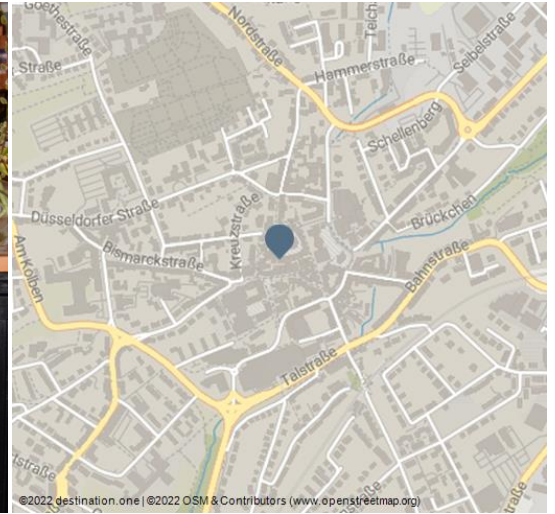 Goethestraße
Nordstraße
Teich
Straße
Hammerstraße
Seibelstraße
Schellenberg
Düsseldorfer Straße
Kreuzstraße
Brückchen
Am Kolben
Bismarckstraße
Bahnstraße
Talstraße
tstraße
straße
©2022 destination.one | ©2022 OSM & Contributors (www.openstreetmap.org)